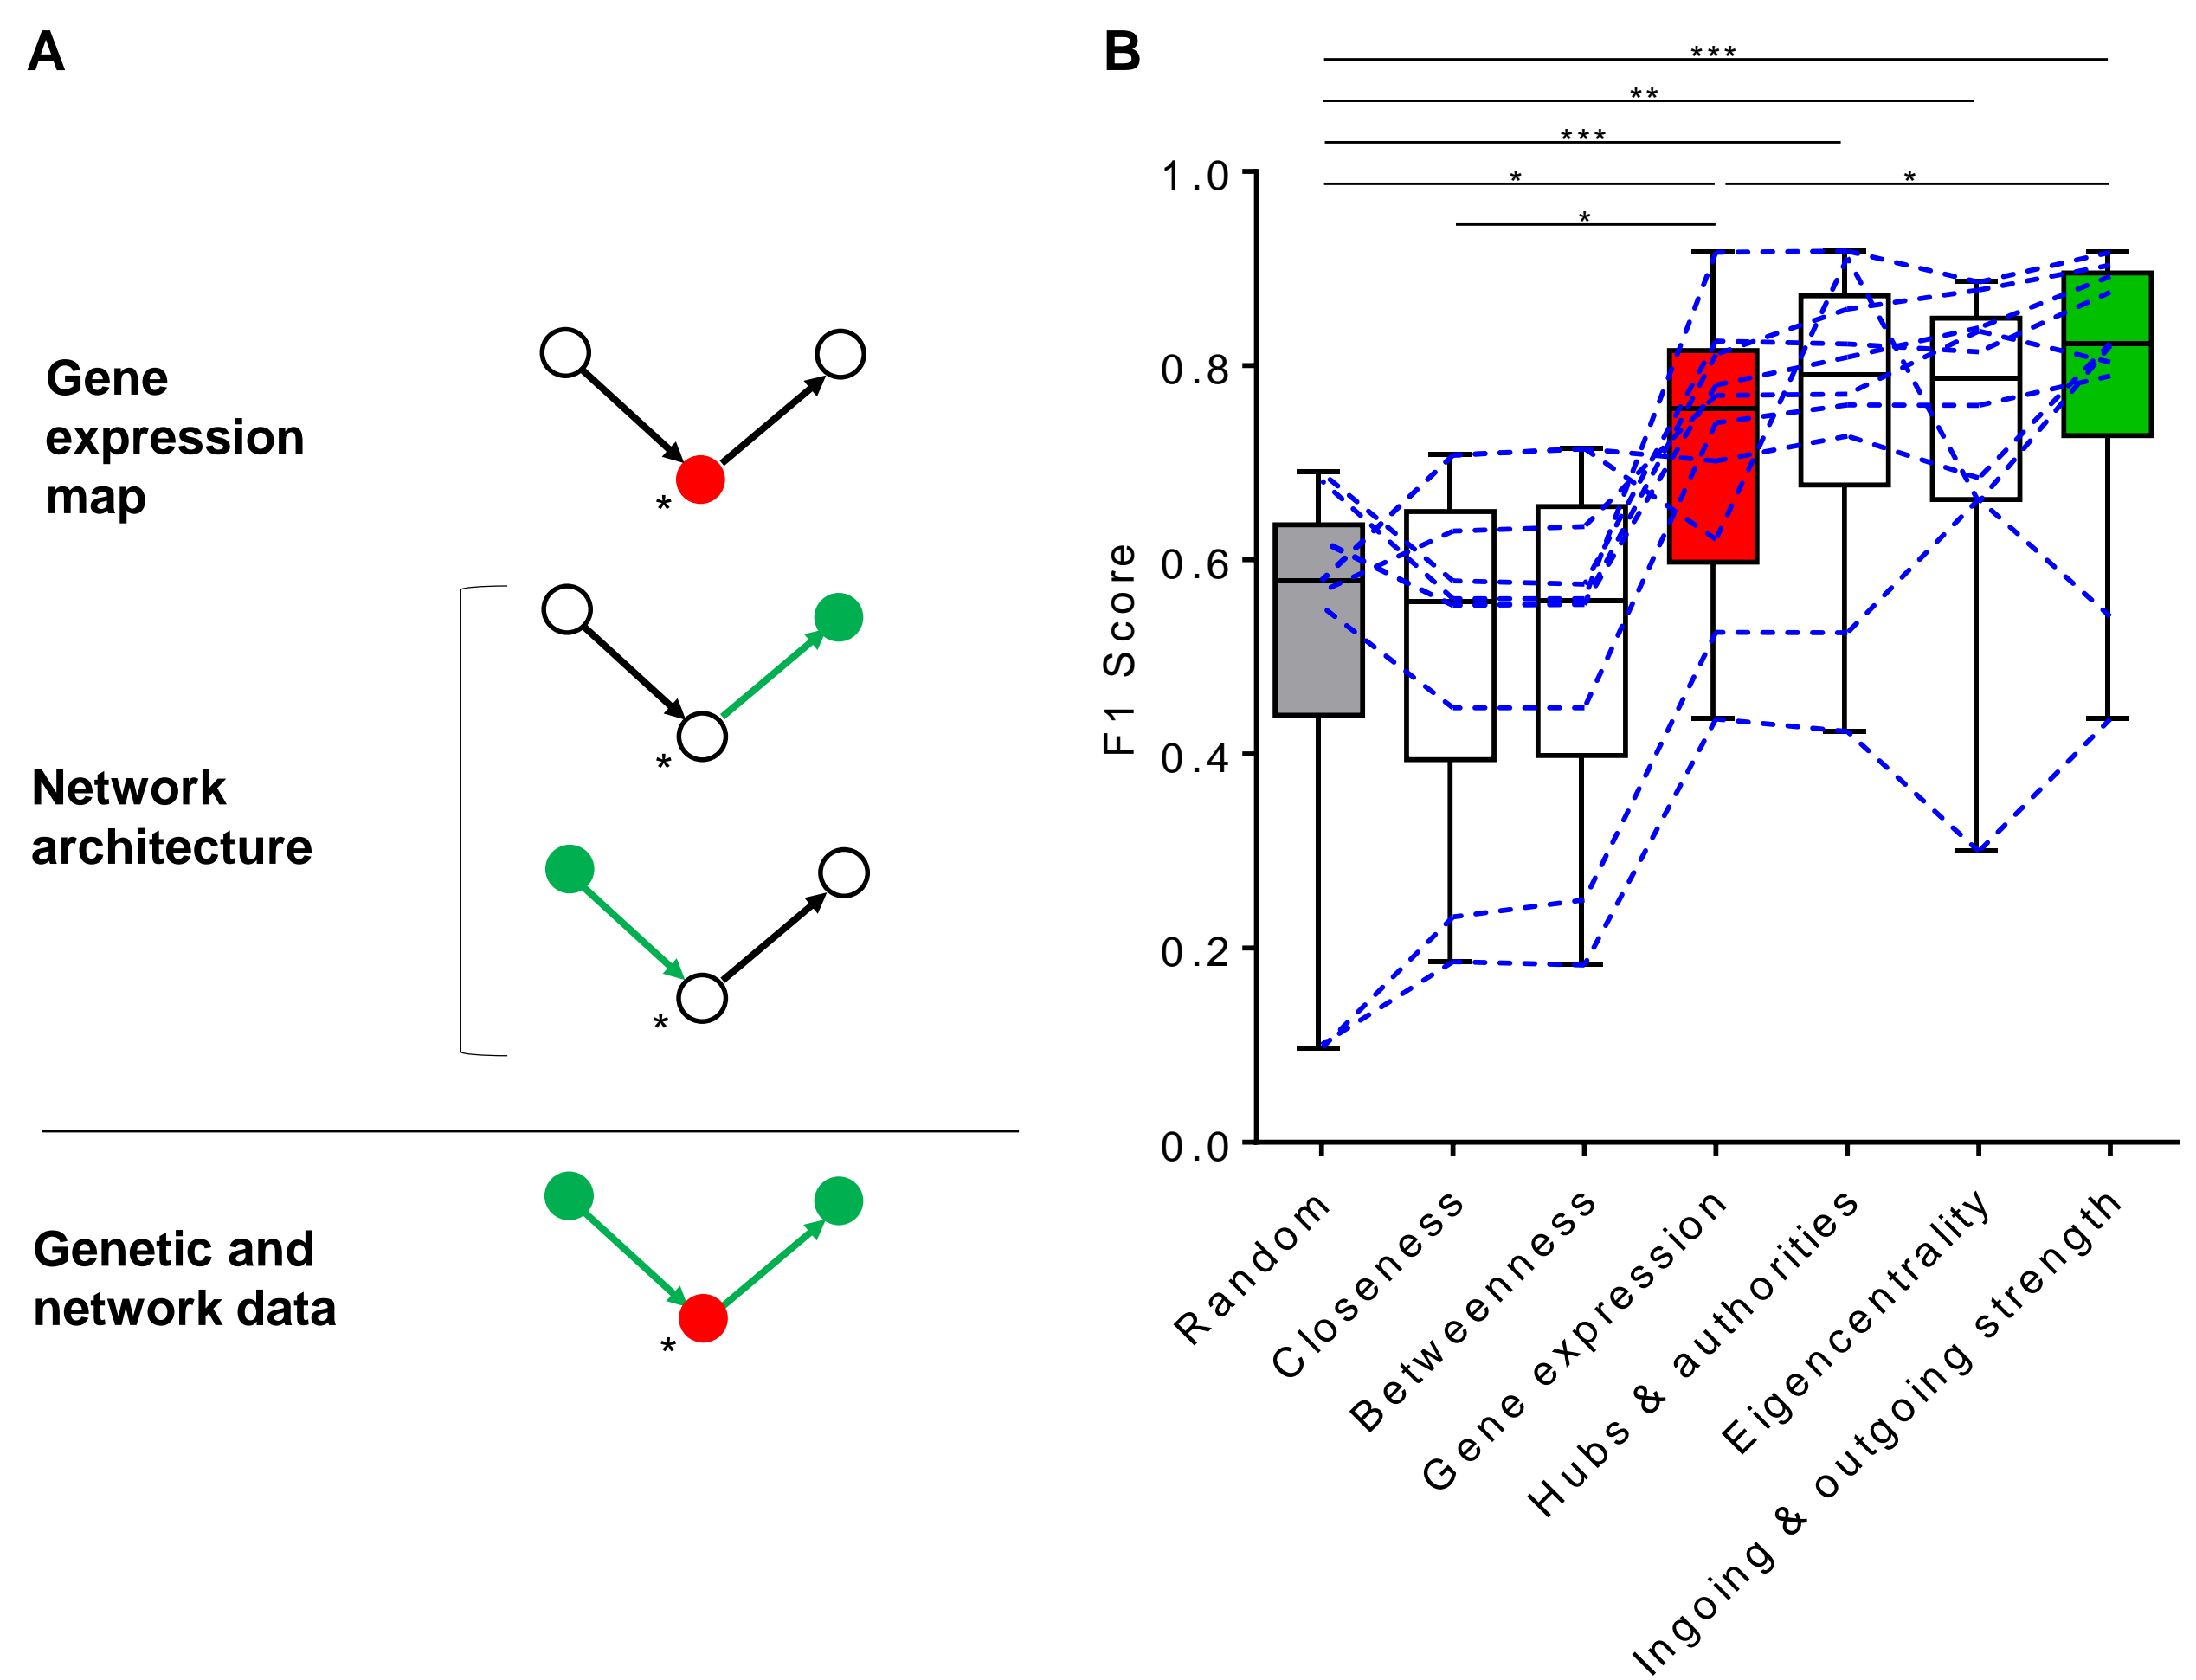 A
Gene
expression
map
*
Network
architecture
*
*
Genetic and
network data
*
B
***
**
***
*
*
*
F1 Score
1.0
0.8
0.6
0.4
0.2
0.0
Random
Closeness
Betweenness
Gene expression
Hubs & authorities
Eigencentrality
Ingoing & outgoing strength